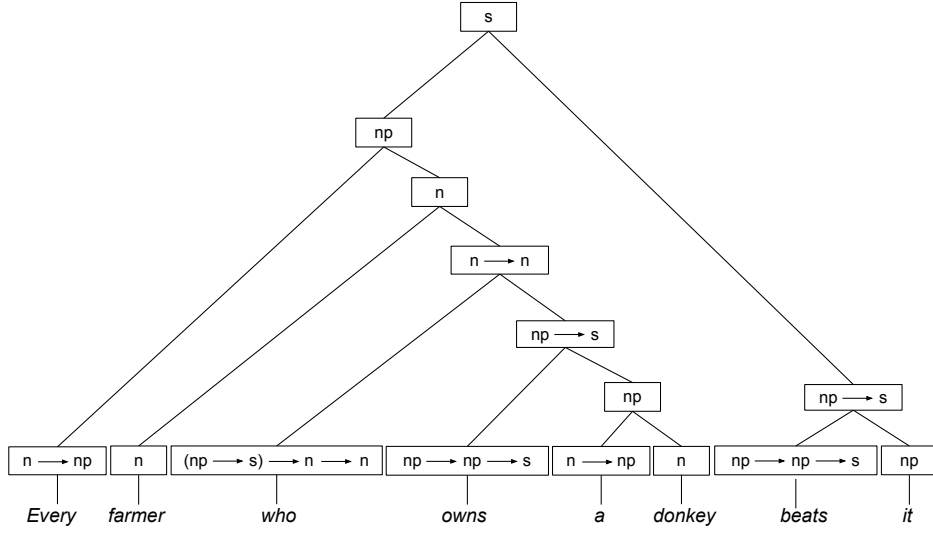 s
np
n
n → n
np → s
np
np → s
n → np n (np → s) → n → n np → np → s n → np n np → np → s np
Every farmer who owns a donkey beats it